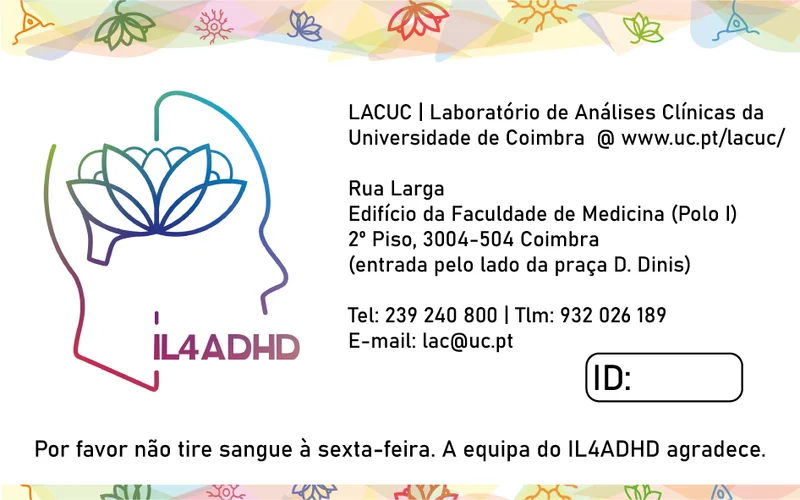 LACUC | Laboratório de Análises Clínicas da
Universidade de Coimbra @ www.uc.pt/lacuc/
Rua Larga
Edifício da Faculdade de Medicina (Polo I)
2º Piso, 3004-504 Coimbra
(entrada pelo lado da praça D. Dinis)
Tel: 239 240 800 | Tlm: 932 026 189
E-mail: lac@uc.pt
IL4ADHD
ID:
Por favor não tire sangue à sexta-feira. A equipa do IL4ADHD agradece.